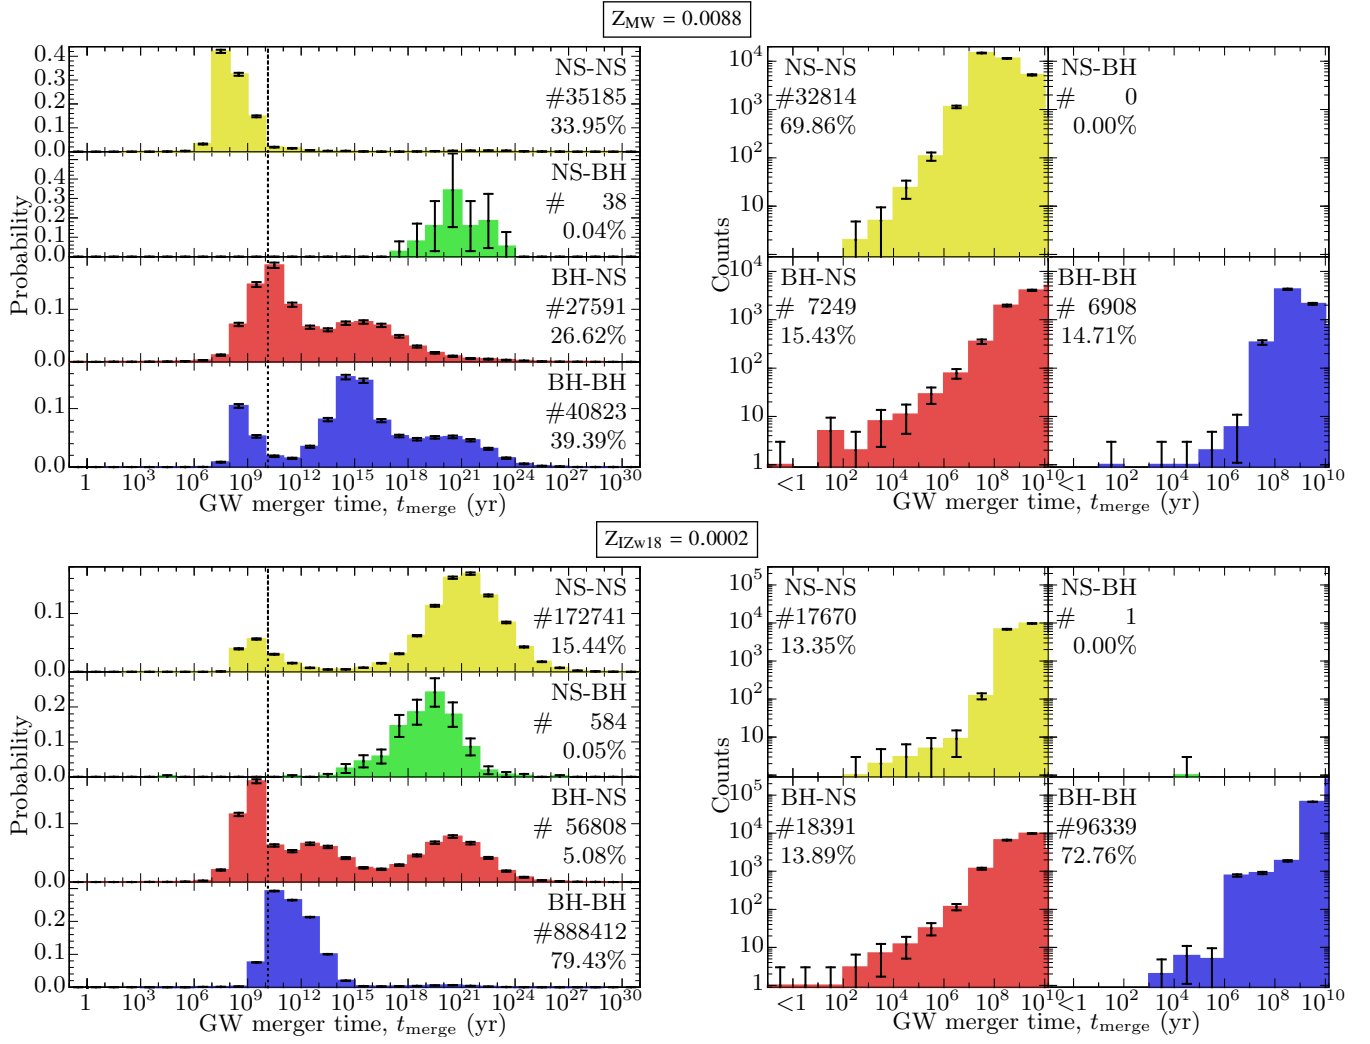 Z_MW = 0.0088
Probability
0.4
0.3
0.2
0.1
0.0
NS-NS
#35185
33.95%
0.4
0.3
0.2
0.1
0.0
NS-BH
# 38
0.04%
0.1
0.0
BH-NS
#27591
26.62%
0.1
0.0
BH-BH
#40823
39.39%
1 10^3 10^6 10^9 10^12 10^15 10^18 10^21 10^24 10^27 10^30
GW merger time, t_merge (yr)
Counts
10^4
10^3
10^2
10
NS-NS
#32814
69.86%
NS-BH
# 0
0.00%
10^4
10^3
10^2
10
1
BH-NS
# 7249
15.43%
BH-BH
# 6908
14.71%
<1 10^2 10^4 10^6 10^8 10^10 <1 10^2 10^4 10^6 10^8 10^10
GW merger time, t_merge (yr)
Z_IZw18 = 0.0002
Probability
0.1
0.0
NS-NS
#172741
15.44%
0.2
0.1
0.0
NS-BH
# 584
0.05%
0.1
0.0
BH-NS
# 56808
5.08%
0.2
0.1
0.0
BH-BH
#888412
79.43%
1 10^3 10^6 10^9 10^12 10^15 10^18 10^21 10^24 10^27 10^30
GW merger time, t_merge (yr)
Counts
10^5
10^4
10^3
10^2
10
NS-NS
#17670
13.35%
NS-BH
# 1
0.00%
10^5
10^4
10^3
10^2
10
1
BH-NS
#18391
13.89%
BH-BH
#96339
72.76%
<1 10^2 10^4 10^6 10^8 10^10 <1 10^2 10^4 10^6 10^8 10^10
GW merger time, t_merge (yr)